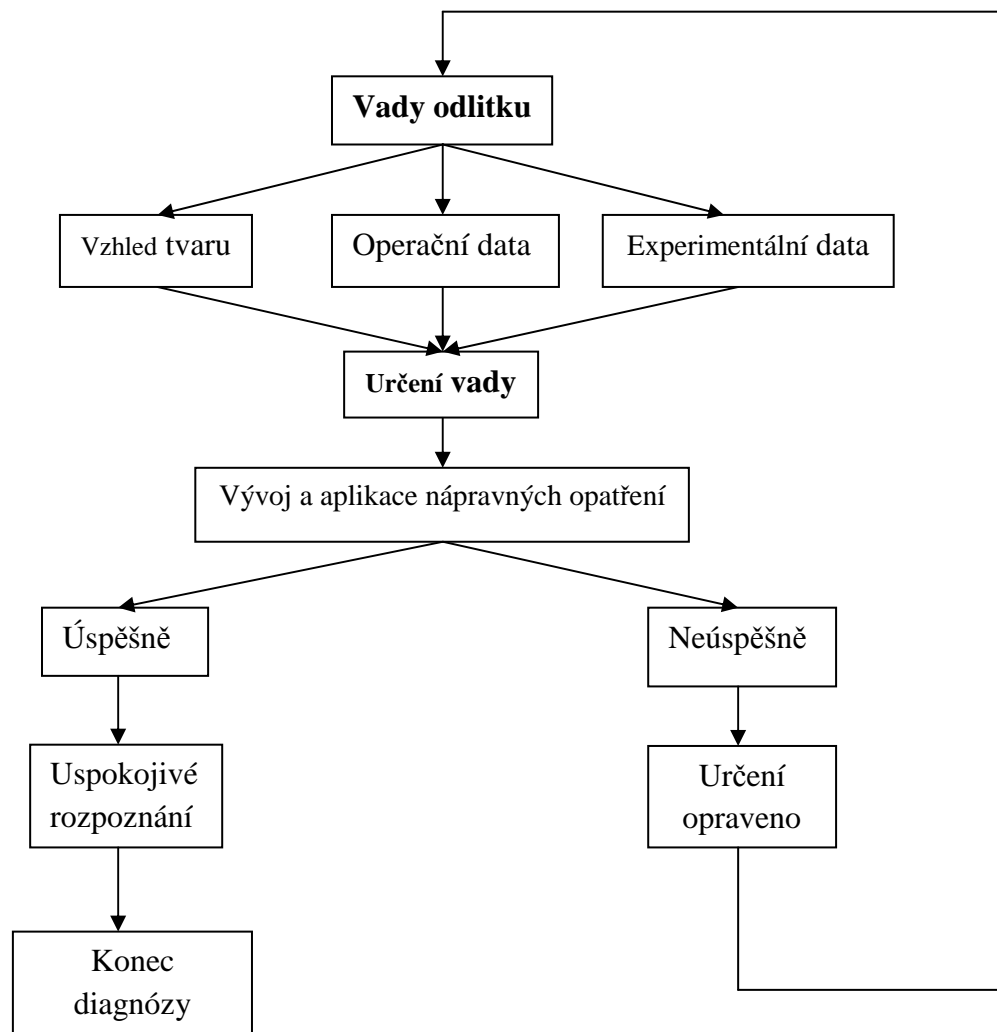 Vady odlitku
Vzhled tvaru
Operační data
Experimentální data
Určení vady
Vývoj a aplikace nápravných opatření
Úspěšně
Neúspěšně
Uspokojivé
rozpoznání
Určení
opraveno
Konec
diagnózy